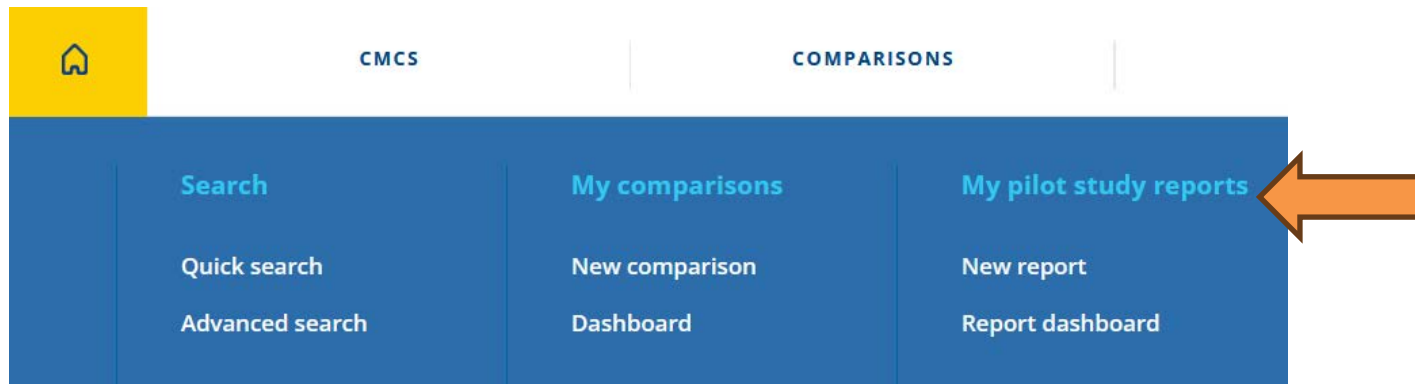 CMCS
COMPARISONS
Search
Quick search
Advanced search
My comparisons
New comparison
Dashboard
My pilot study reports
New report
Report dashboard